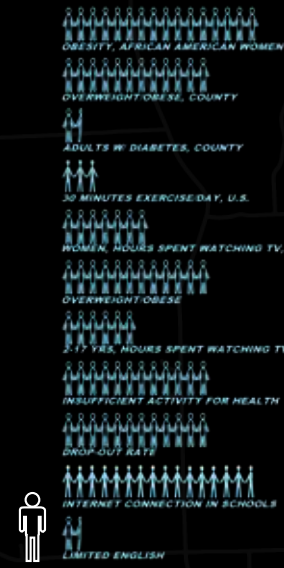 OBESITY, AFRICAN AMERICAN WOMEN
OVERWEIGHT/OBESE, COUNTY
ADULTS W/ DIABETES, COUNTY
30 MINUTES EXERCISE/DAY, U.S.
WOMEN, HOURS SPENT WATCHING TV,
OVERWEIGHT/OBESE
2-17 YRS, HOURS SPENT WATCHING TV
INSUFFICIENT ACTIVITY FOR HEALTH
DROP-OUT RATE
INTERNET CONNECTION IN SCHOOLS
LIMITED ENGLISH